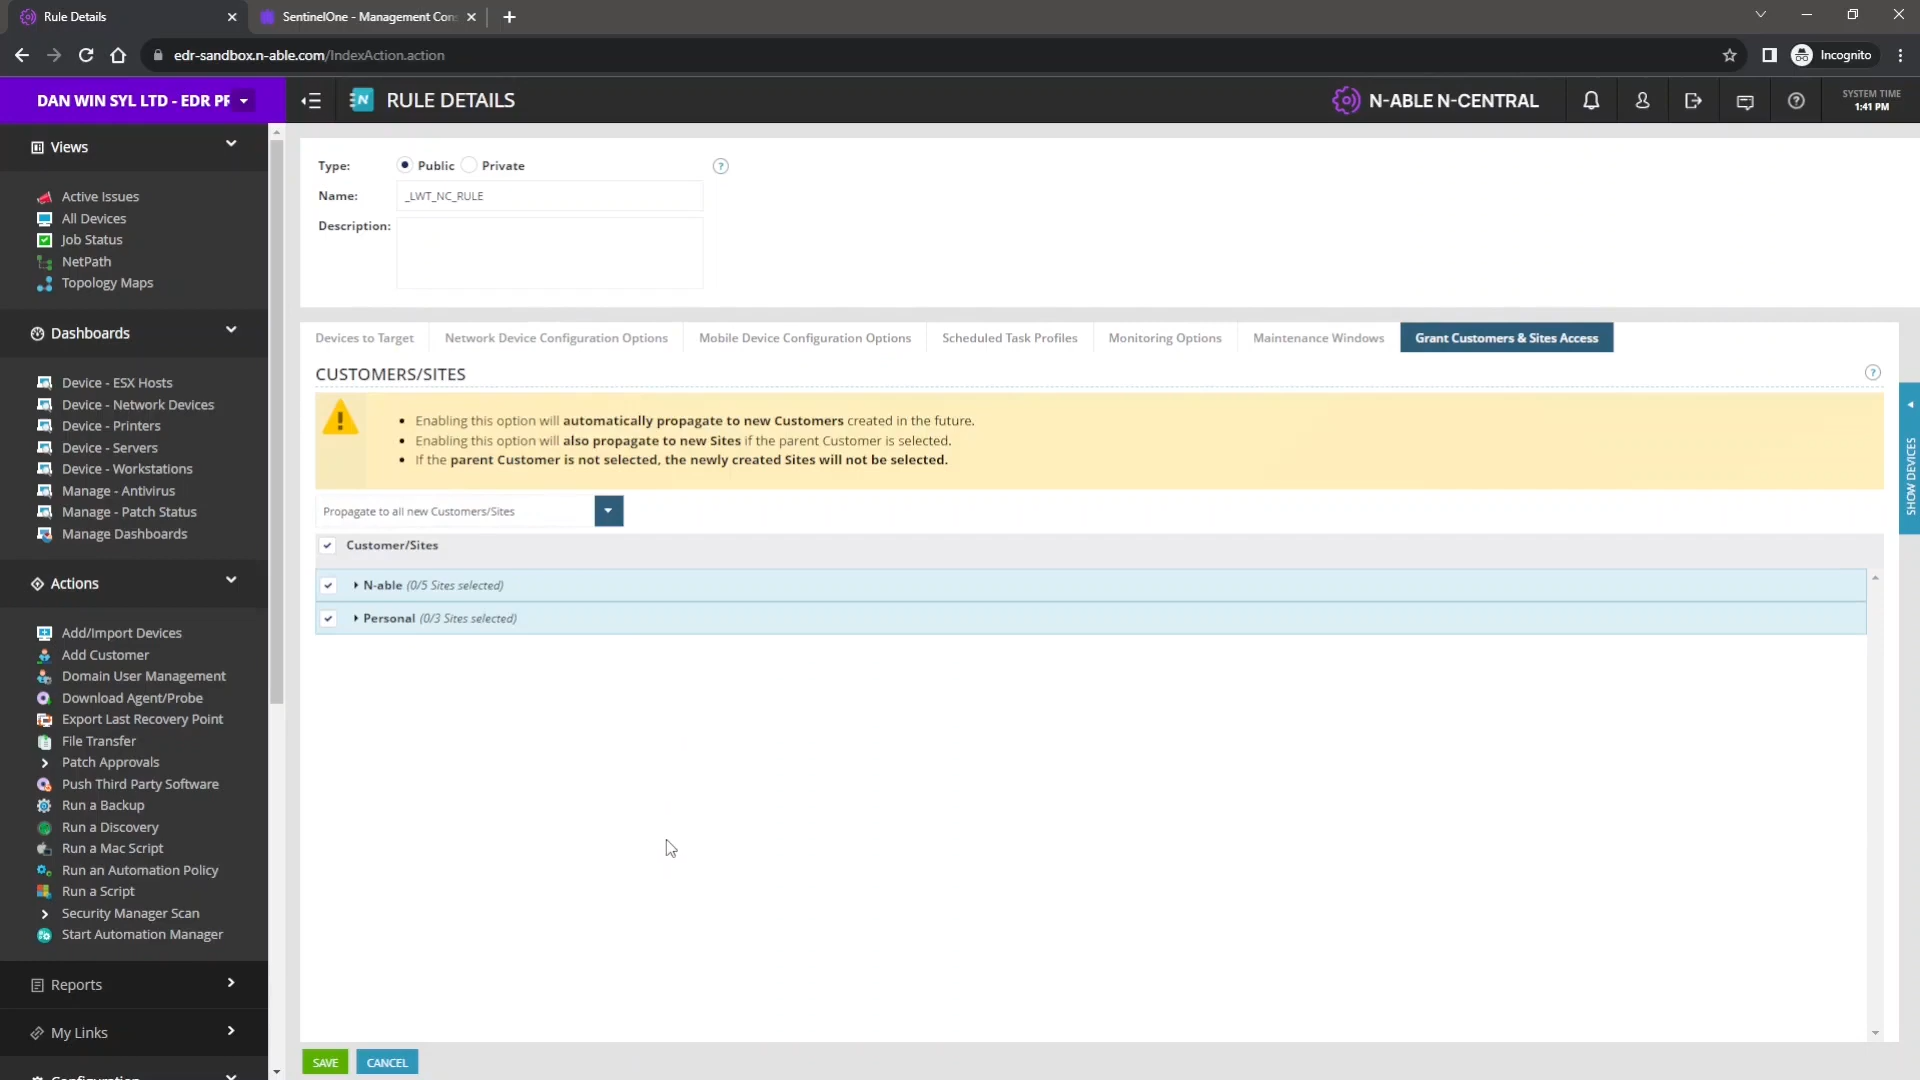 Rule Details
SentinelOne - Management Con
edr-sandbox.n-able.com/IndexAction.action
Incognito
DAN WIN SYL LTD - EDR PF
RULE DETAILS
N-ABLE N-CENTRAL
SYSTEM TIME
1:41 PM
Views
Active Issues
All Devices
Job Status
NetPath
Topology Maps
Dashboards
Device - ESX Hosts
Device - Network Devices
Device - Printers
Device - Servers
Device - Workstations
Manage - Antivirus
Manage - Patch Status
Manage Dashboards
Actions
Add/Import Devices
Add Customer
Domain User Management
Download Agent/Probe
Export Last Recovery Point
File Transfer
Patch Approvals
Push Third Party Software
Run a Backup
Run a Discovery
Run a Mac Script
Run an Automation Policy
Run a Script
Security Manager Scan
Start Automation Manager
Reports
My Links
Configuration
Type: Public Private
Name: _LWT_NC_RULE
Description:
Devices to Target Network Device Configuration Options Mobile Device Configuration Options Scheduled Task Profiles Monitoring Options Maintenance Windows Grant Customers & Sites Access
CUSTOMERS/SITES
• Enabling this option will automatically propagate to new Customers created in the future.
• Enabling this option will also propagate to new Sites if the parent Customer is selected.
• If the parent Customer is not selected, the newly created Sites will not be selected.
Propagate to all new Customers/Sites
Customer/Sites
N-able (0/5 Sites selected)
Personal (0/3 Sites selected)
SHOW DEVICES
SAVE CANCEL